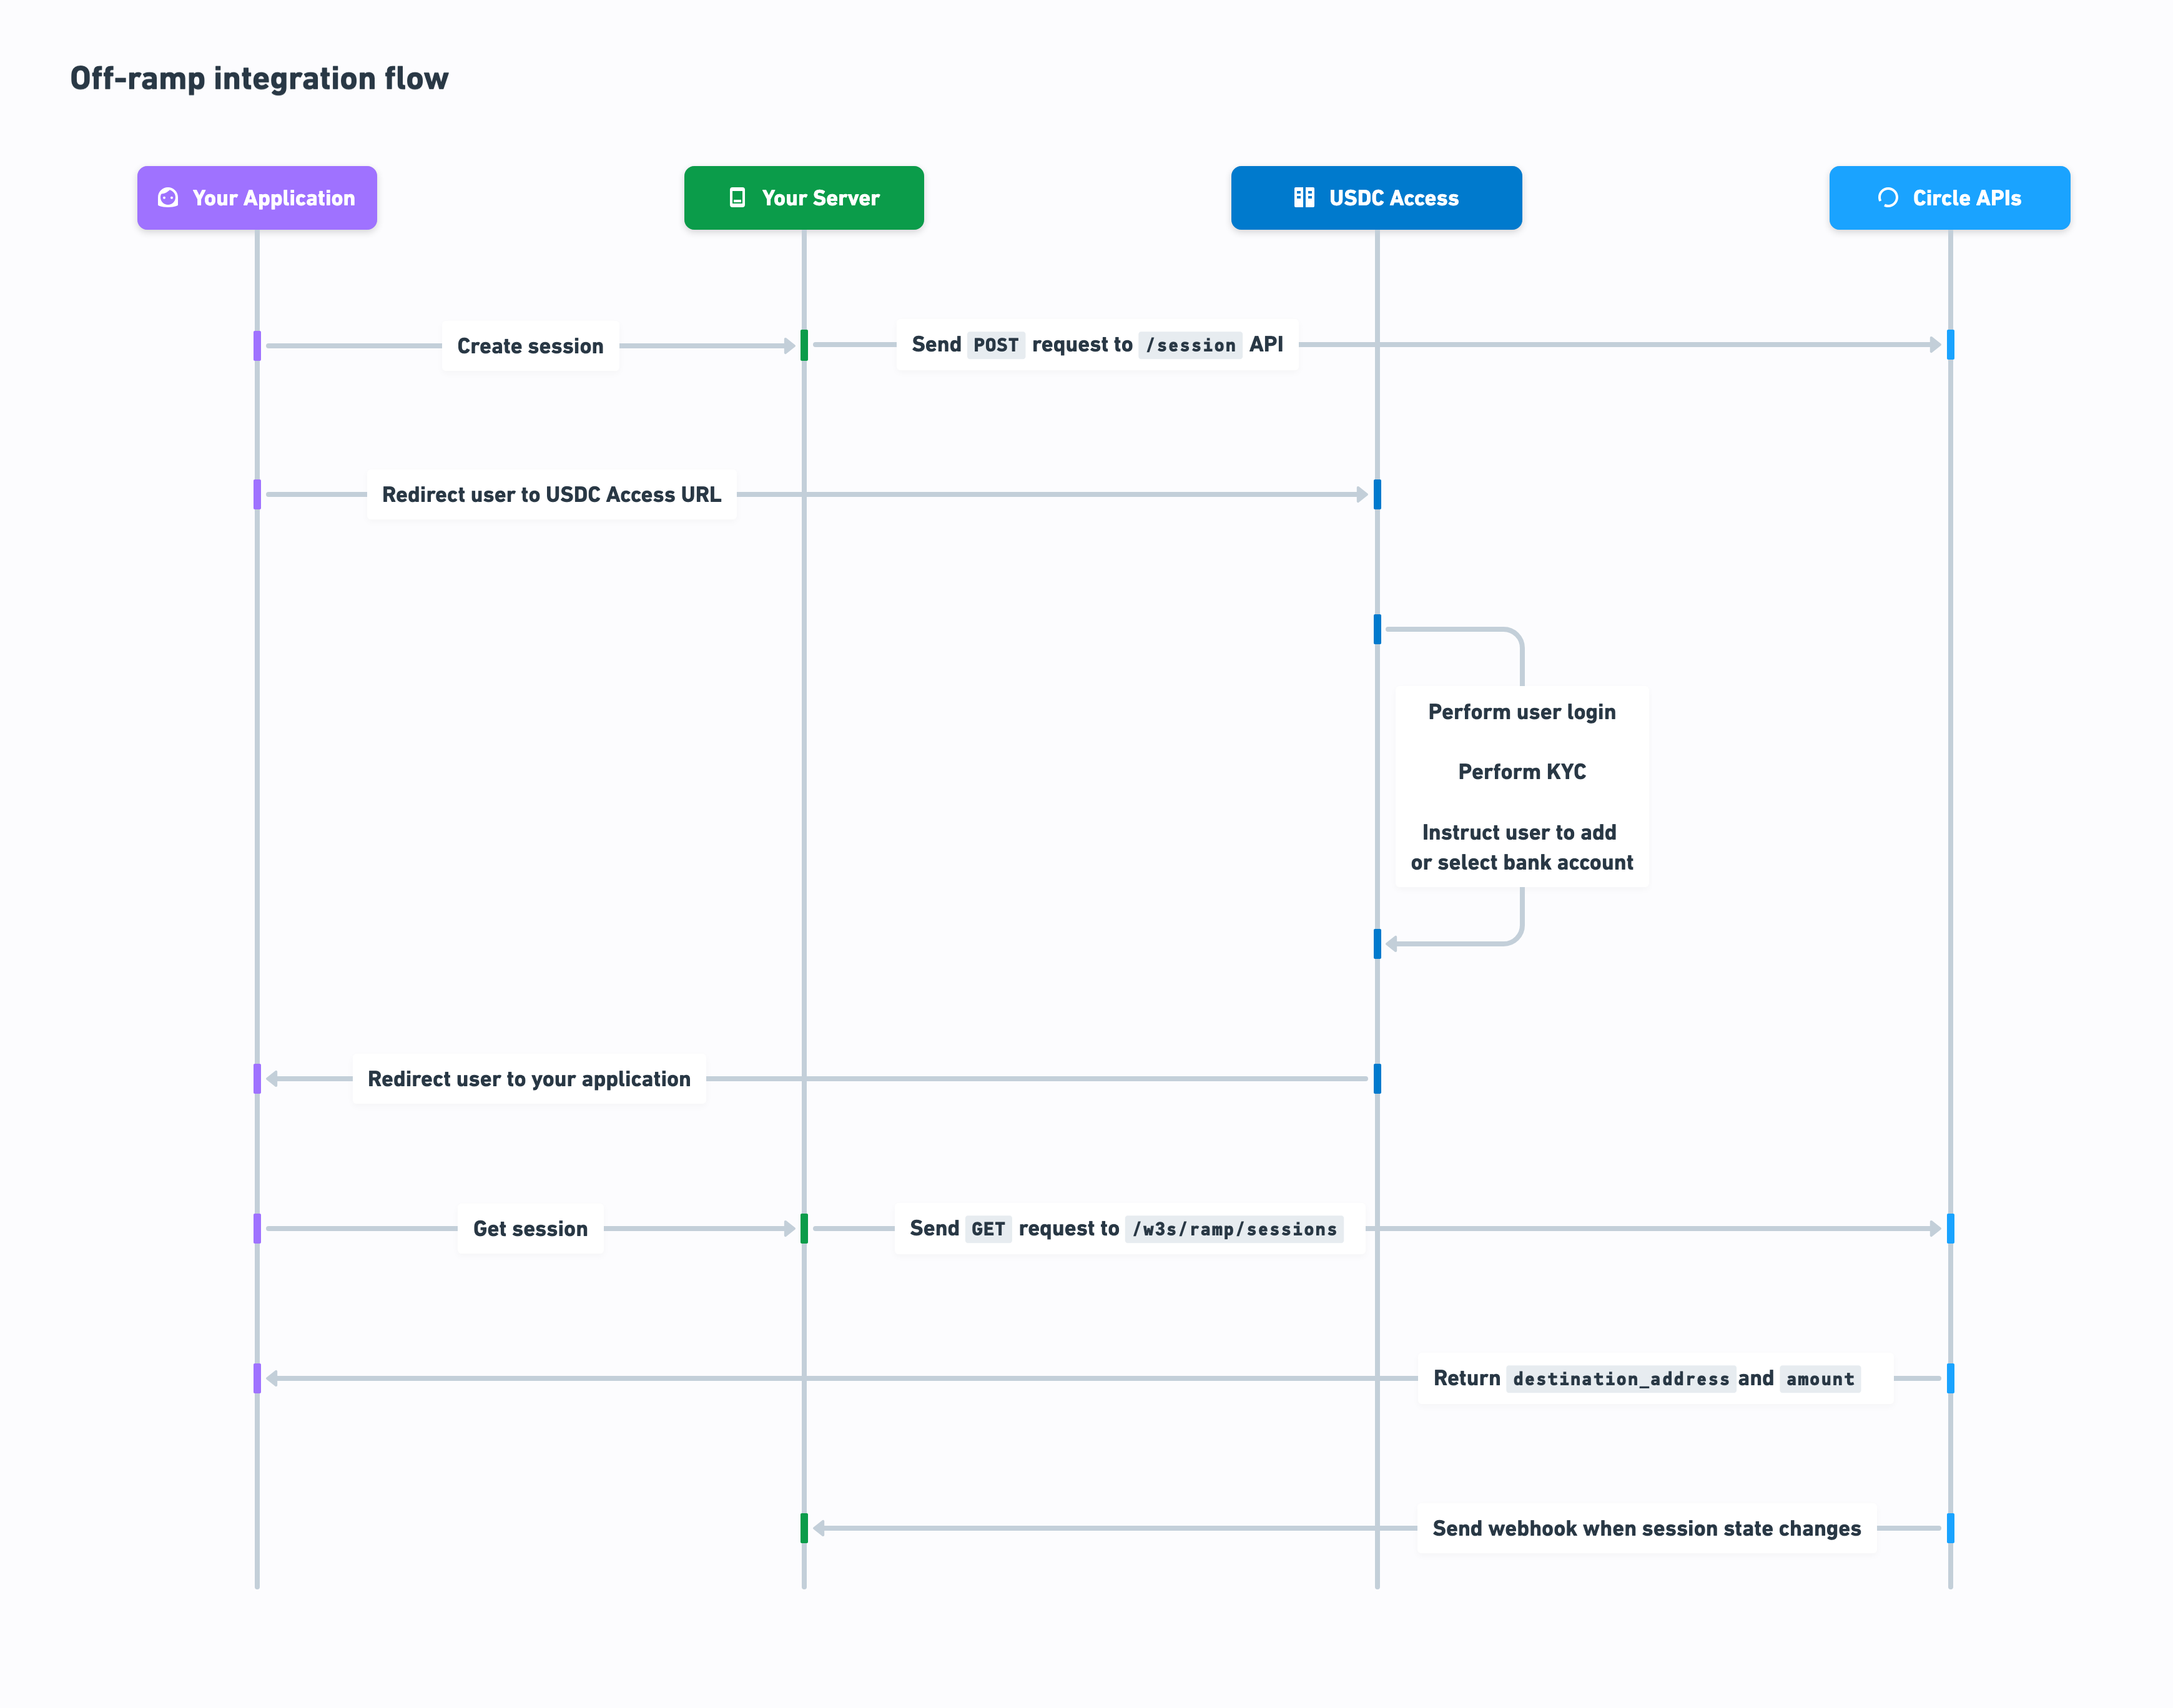 Off-ramp integration flow
Your Application
Your Server
USDC Access
Circle APIs
Create session
Send POST request to /session API
Redirect user to USDC Access URL
Perform user login
Perform KYC
Instruct user to add
or select bank account
Redirect user to your application
Get session
Send GET request to /w3s/ramp/sessions
Return destination_address and amount
Send webhook when session state changes